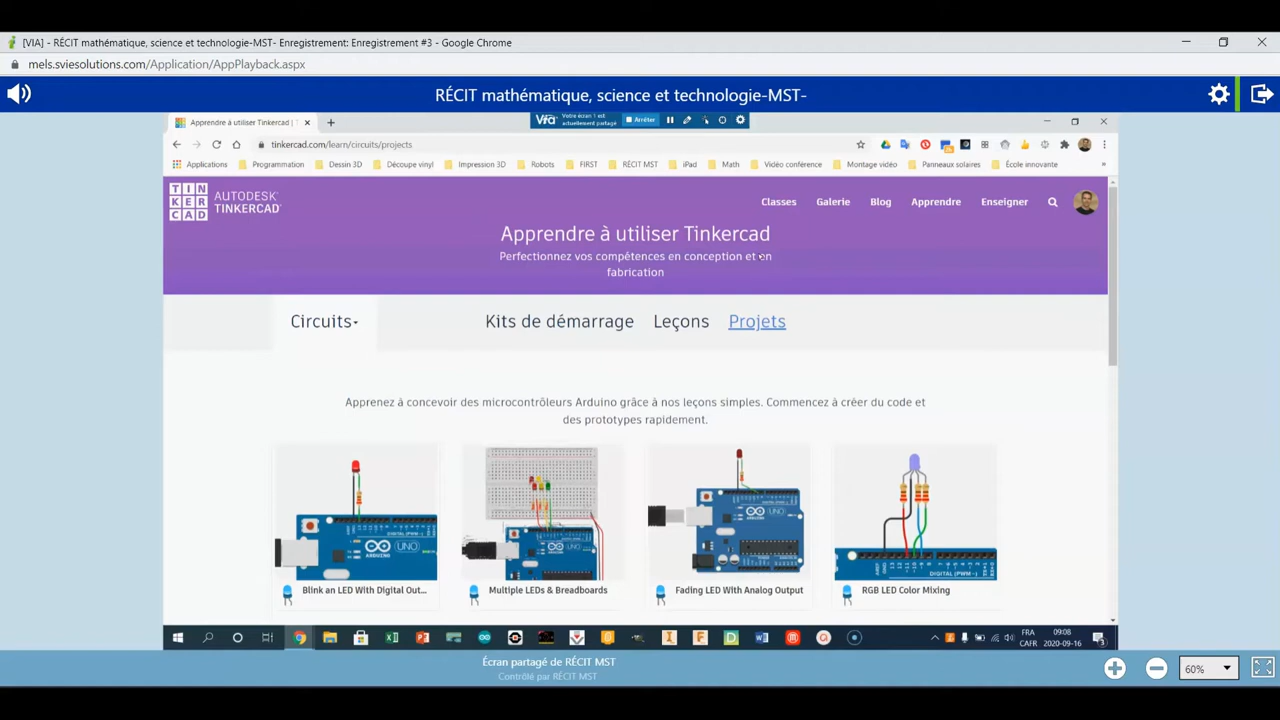 [VIA] - RÉCIT mathématique, science et technologie-MST- Enregistrement: Enregistrement #3 - Google Chrome
mels.sviesolutions.com/Application/AppPlayback.aspx
RÉCIT mathématique, science et technologie-MST-
Apprendre à utiliser Tinkercad |
Votre écran 1 est
actuellement partagé
Arrêter
tinkercad.com/learn/circuits/projects
Applications Programmation Dessin 3D Découpe vinyl Impression 3D Robots FIRST RÉCIT MST iPad Math Vidéo conférence Montage vidéo Panneaux solaires École innovante »
TIN
KER
CAD
AUTODESK
TINKERCAD
Classes Galerie Blog Apprendre Enseigner
Apprendre à utiliser Tinkercad
Perfectionnez vos compétences en conception et en
fabrication
Circuits Kits de démarrage Leçons Projets
Apprenez à concevoir des microcontrôleurs Arduino grâce à nos leçons simples. Commencez à créer du code et
des prototypes rapidement.
Blink an LED With Digital Out...
Multiple LEDs & Breadboards
Fading LED With Analog Output
RGB LED Color Mixing
FRA
CAFR
09:08
2020-09-16
Écran partagé de RÉCIT MST
Contrôlé par RÉCIT MST
60%